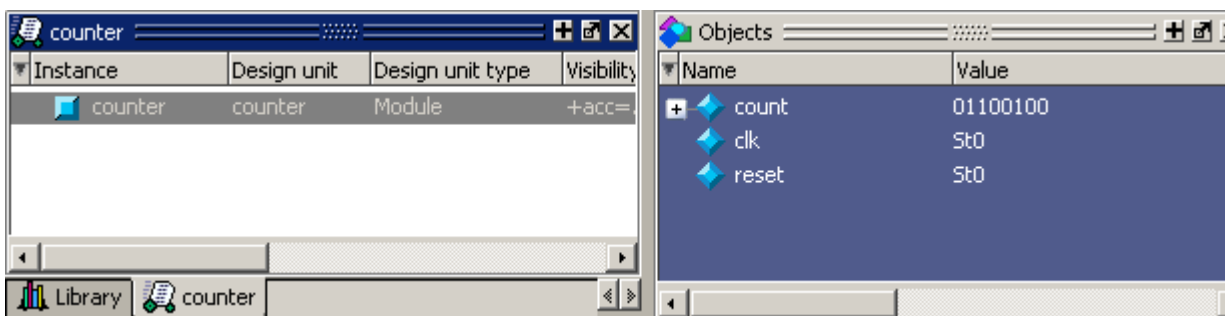 counter
Instance Design unit Design unit type Visibility
counter counter Module +acc=
Library counter
Objects
Name Value
count 01100100
clk St0
reset St0